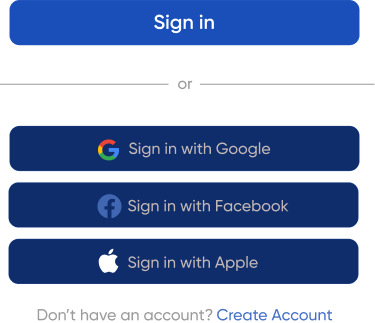 Sign in
or
Sign in with Google
Sign in with Facebook
Sign in with Apple
Don't have an account? Create Account